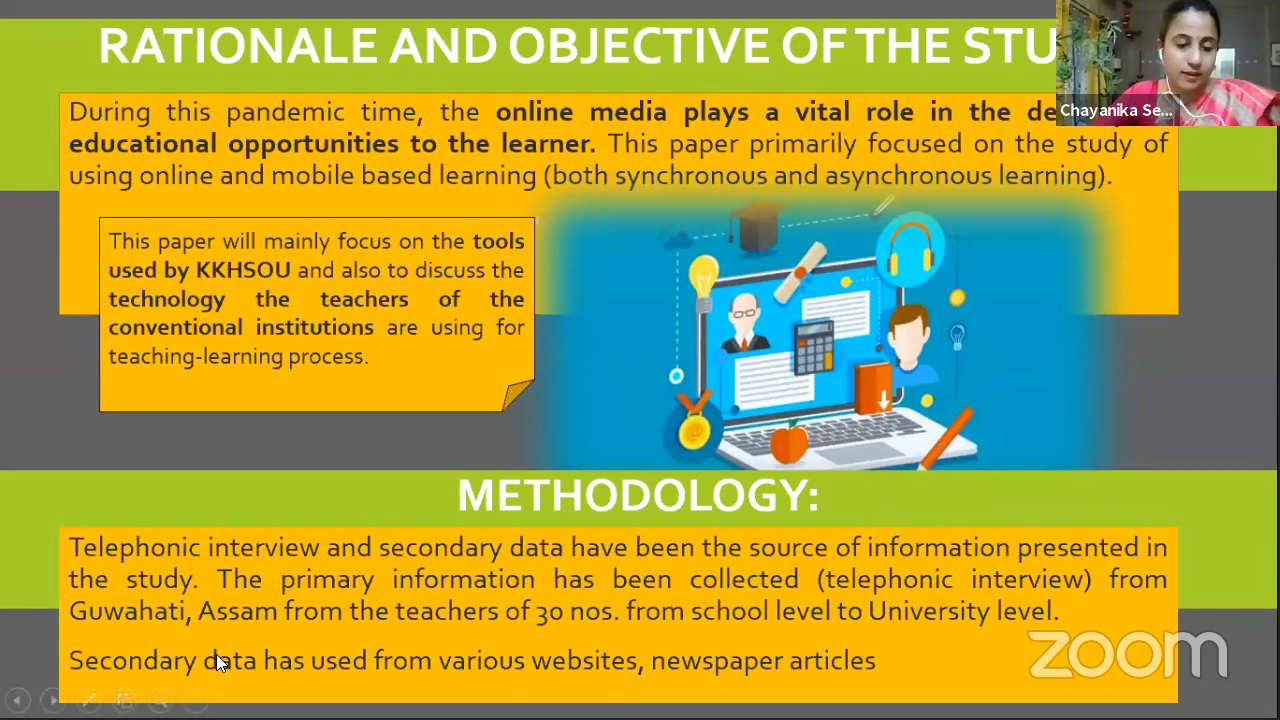 RATIONALE AND OBJECTIVE OF THE STU
Chayanika Se...
During this pandemic time, the online media plays a vital role in the de
educational opportunities to the learner. This paper primarily focused on the study of
using online and mobile based learning (both synchronous and asynchronous learning).
This paper will mainly focus on the tools
used by KKHSOU and also to discuss the
technology the teachers of the
conventional institutions are using for
teaching-learning process.
METHODOLOGY:
Telephonic interview and secondary data have been the source of information presented in
the study. The primary information has been collected (telephonic interview) from
Guwahati, Assam from the teachers of 30 nos. from school level to University level.
Secondary data has used from various websites, newspaper articles
zoom